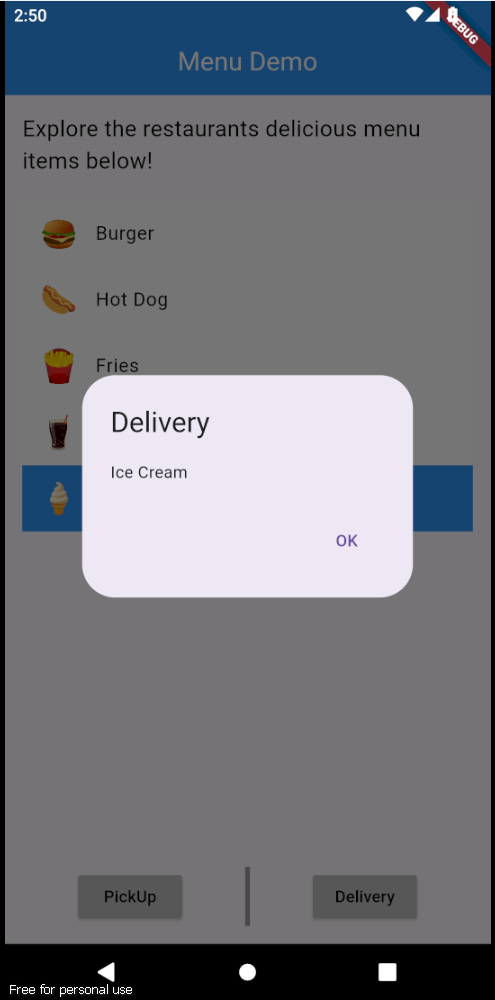 2:50
DEBUG
Menu Demo
Explore the restaurants delicious menu
items below!
Burger
Hot Dog
Fries
Delivery
Ice Cream
OK
PickUp
Delivery
Free for personal use